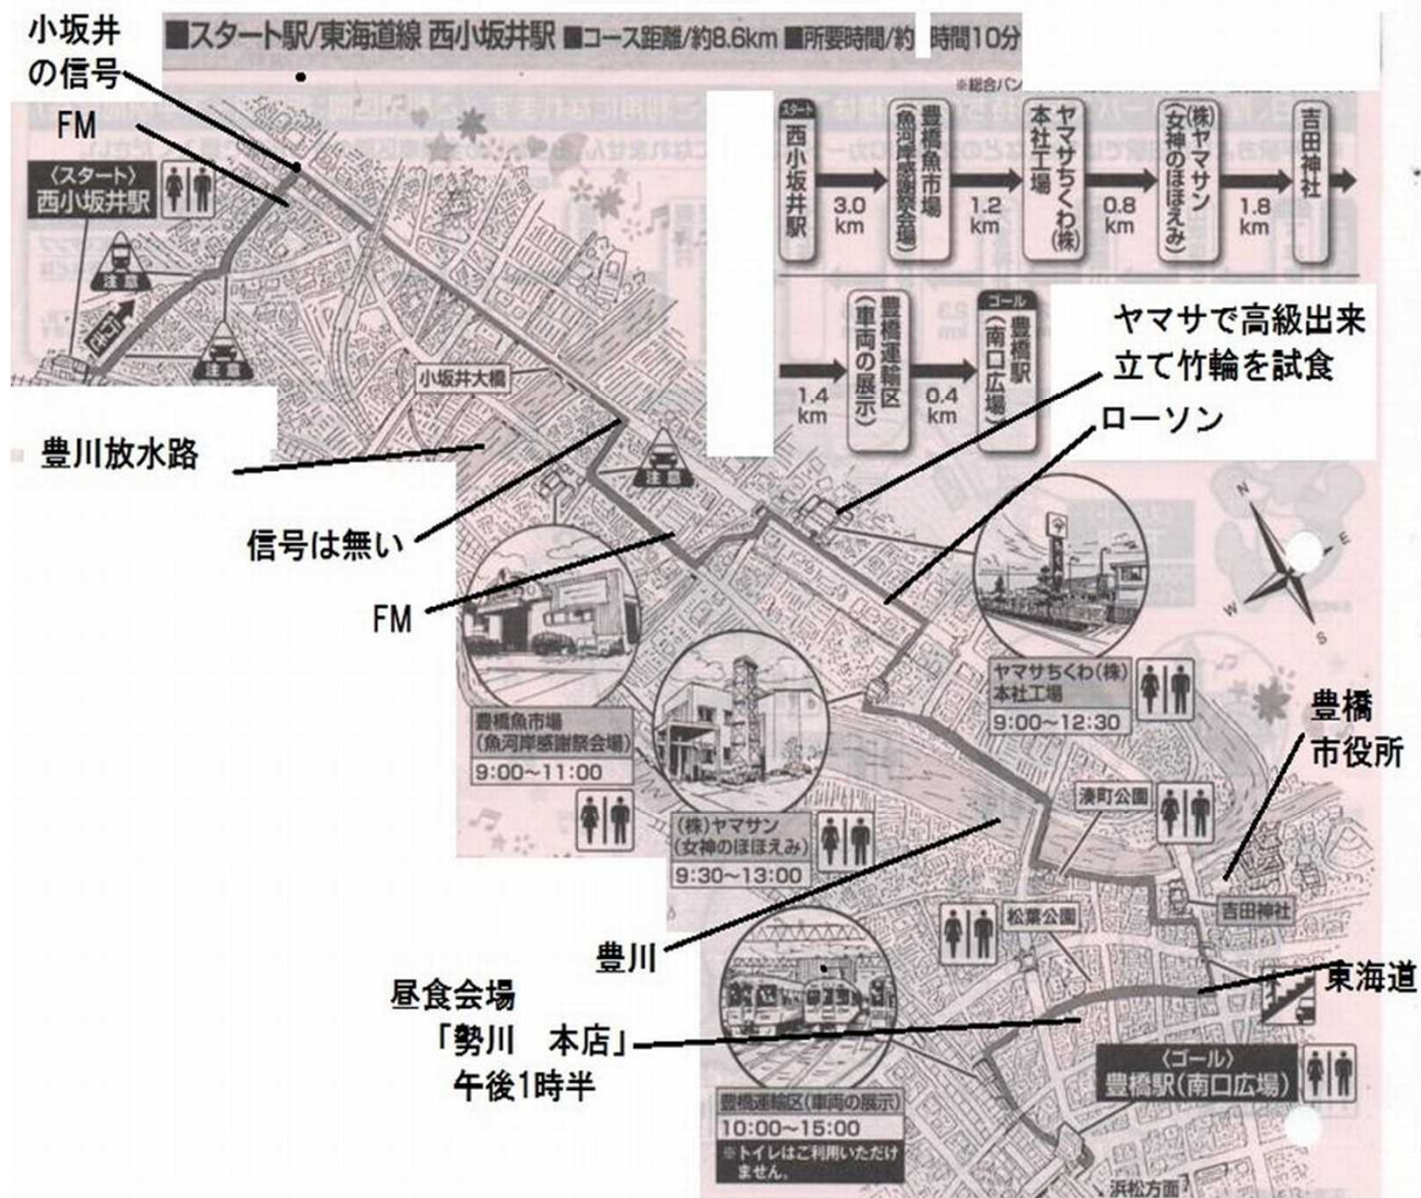 小坂井
の信号
■スタート駅/東海道線 西小坂井駅 ■コース距離/約8.6km ■所要時間/約 時間10分
※総合パン
FM
〈スタート〉
西小坂井駅
注意
注意
ココ
スタート
西小坂井駅
3.0
km
豊橋魚市場
(魚河岸感謝祭会場)
1.2
km
ヤマサちくわ(株)
本社工場
0.8
km
(株)ヤマサン
(女神のほほえみ)
1.8
km
吉田神社
1.4
km
豊橋運輸区
(車両の展示)
0.4
km
ゴール
豊橋駅
(南口広場)
ヤマサで高級出来
立て竹輪を試食
ローソン
小坂井大橋
豊川放水路
注意
信号は無い
FM
N
E
W
S
ヤマサちくわ(株)
本社工場
9:00〜12:30
豊橋魚市場
(魚河岸感謝祭会場)
9:00〜11:00
豊橋
市役所
湊町公園
(株)ヤマサン
(女神のほほえみ)
9:30〜13:00
吉田神社
松葉公園
豊川
東海道
昼食会場
「勢川 本店」
午後1時半
〈ゴール〉
豊橋駅(南口広場)
豊橋運輸区(車両の展示)
10:00〜15:00
※トイレはご利用いただけ
ません。
浜松方面